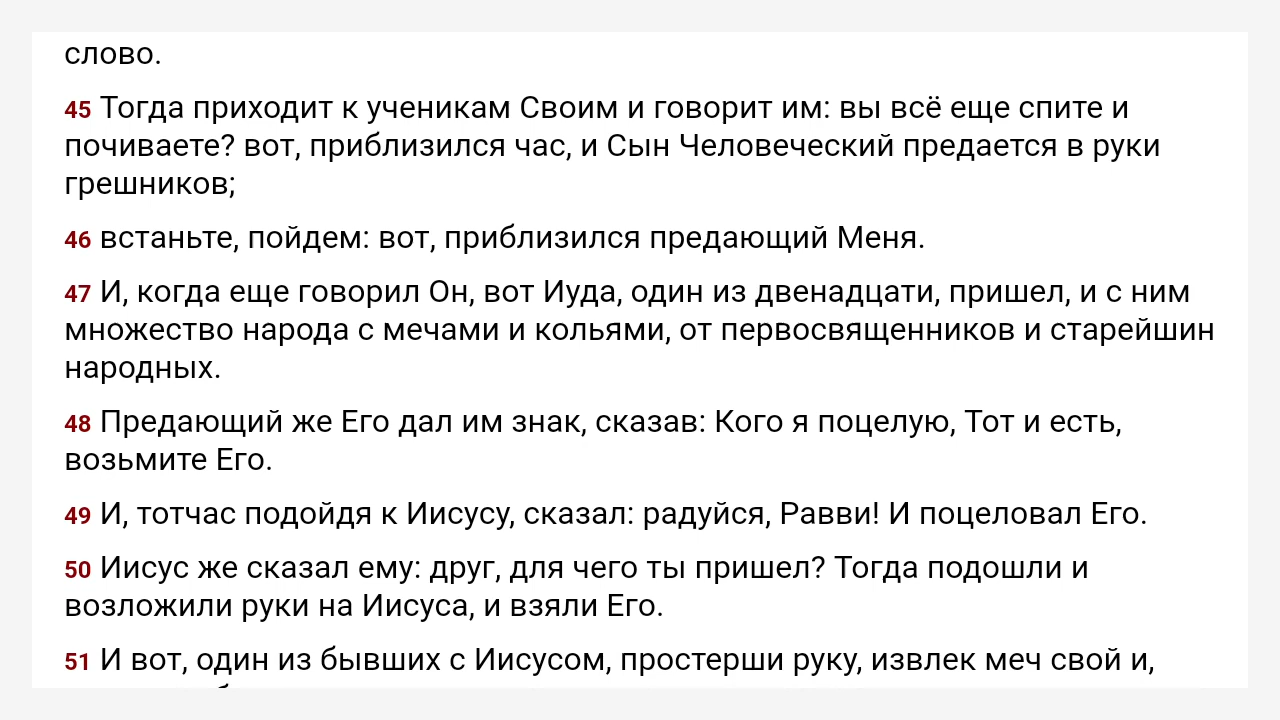 слово.
45 Тогда приходит к ученикам Своим и говорит им: вы всё еще спите и
почиваете? вот, приблизился час, и Сын Человеческий предается в руки
грешников;
46 встаньте, пойдем: вот, приблизился предающий Меня.
47 И, когда еще говорил Он, вот Иуда, один из двенадцати, пришел, и с ним
множество народа с мечами и кольями, от первосвященников и старейшин
народных.
48 Предающий же Его дал им знак, сказав: Кого я поцелую, Тот и есть,
возьмите Его.
49 И, тотчас подойдя к Иисусу, сказал: радуйся, Равви! И поцеловал Его.
50 Иисус же сказал ему: друг, для чего ты пришел? Тогда подошли и
возложили руки на Иисуса, и взяли Его.
51 И вот, один из бывших с Иисусом, простерши руку, извлек меч свой и,